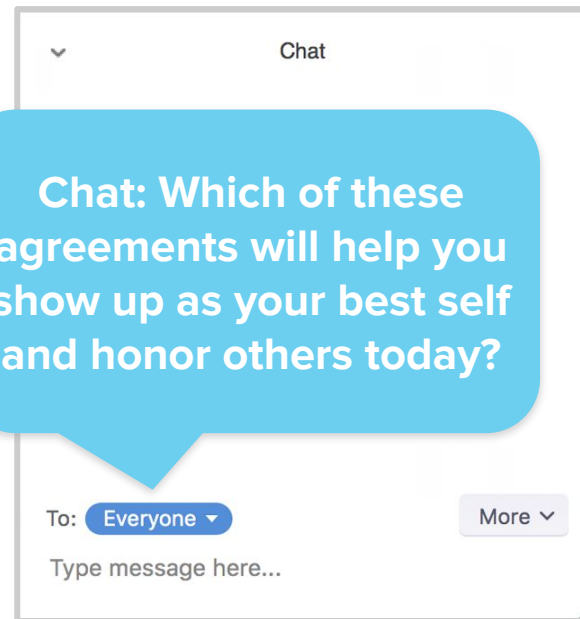 Chat
Chat: Which of these
agreements will help you
show up as your best self
and honor others today?
To: Everyone
More
Type message here...